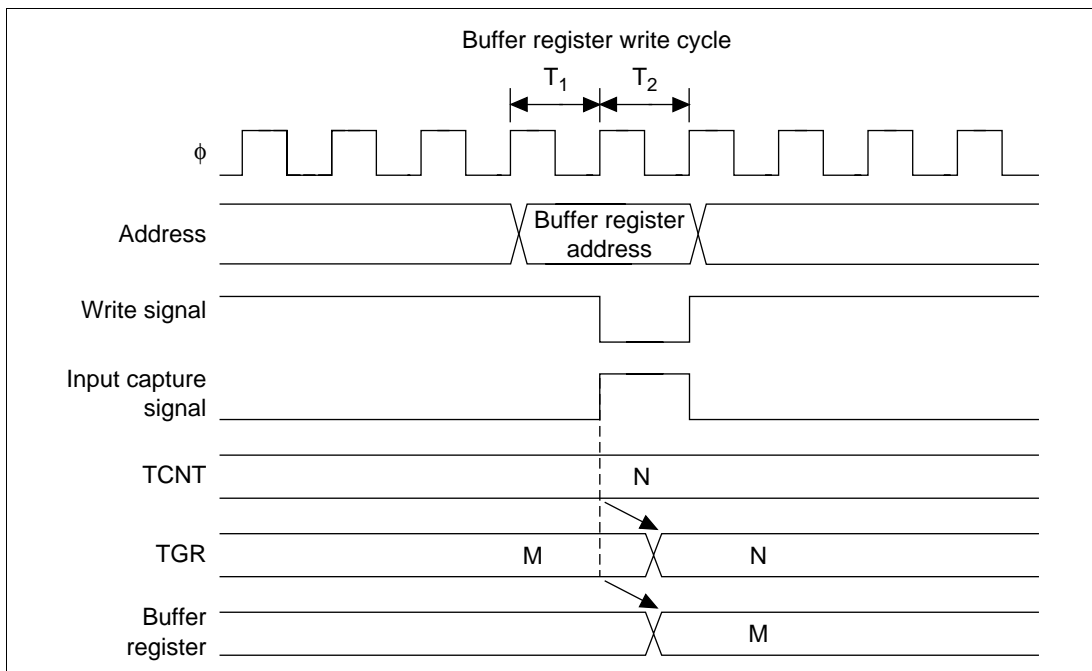 Buffer register write cycle
T1 T2
ϕ
Address
Buffer register
address
Write signal
Input capture
signal
TCNT
N
TGR
M N
Buffer
register
M